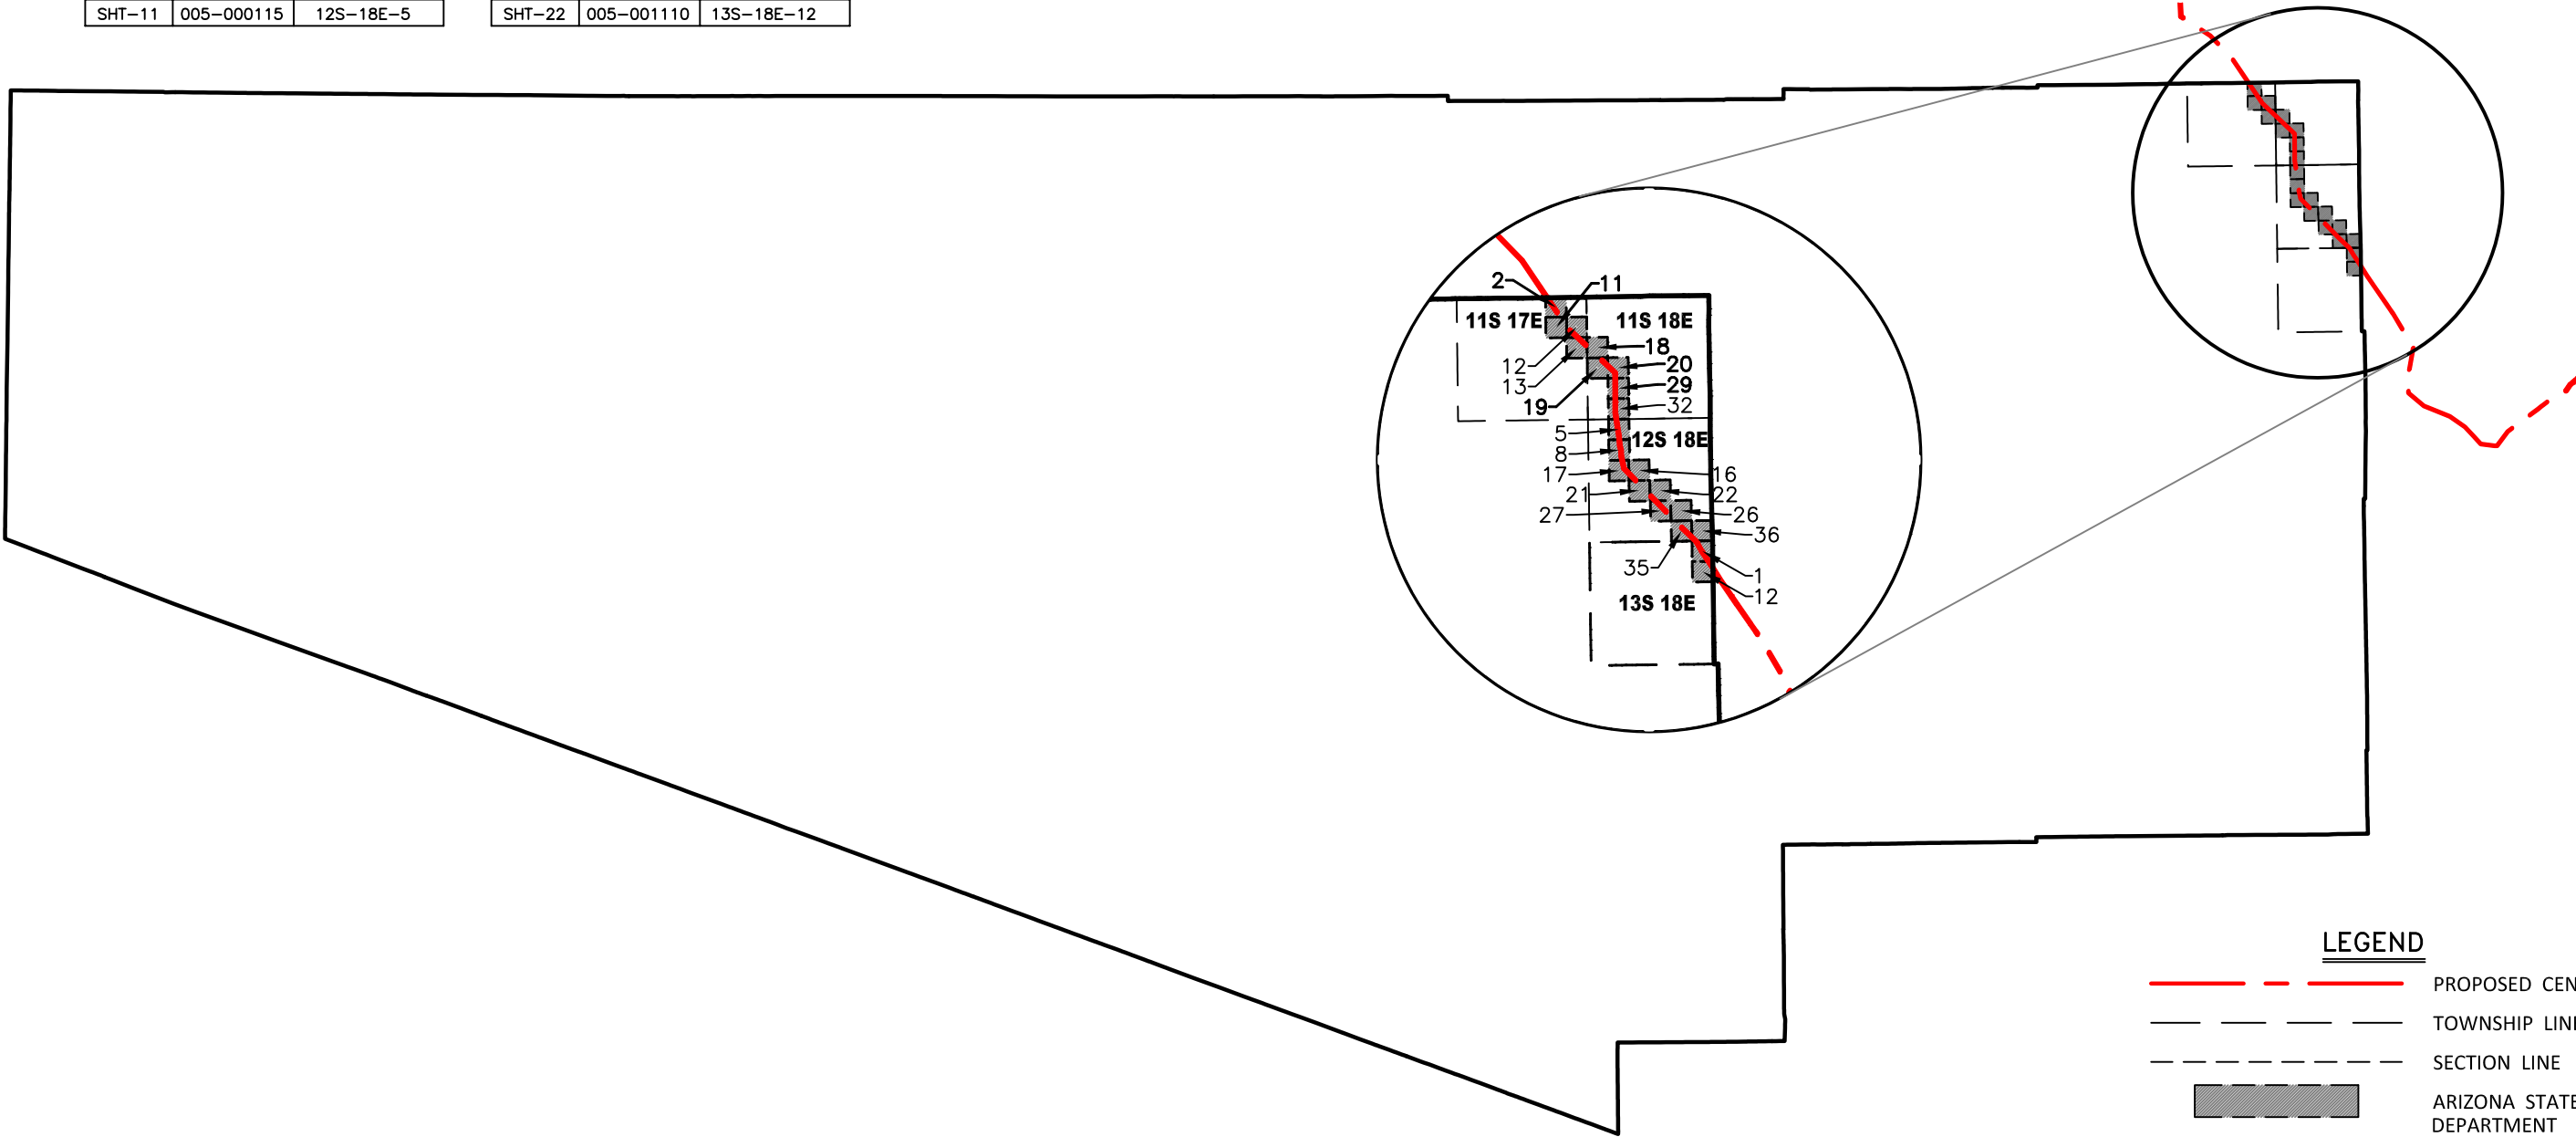 SHT-11 005-000115 12S-18E-5 SHT-22 005-001110 13S-18E-12
2 11
11S 17E 11S 18E
18
12 20
13 29
19 32
5 12S 18E
8
17 16
21 22
27 26
36
35 1
12
13S 18E
LEGEND
PROPOSED
TOWNSHIP
SECTION LINE
ARIZONA STATE
DEPARTMENT